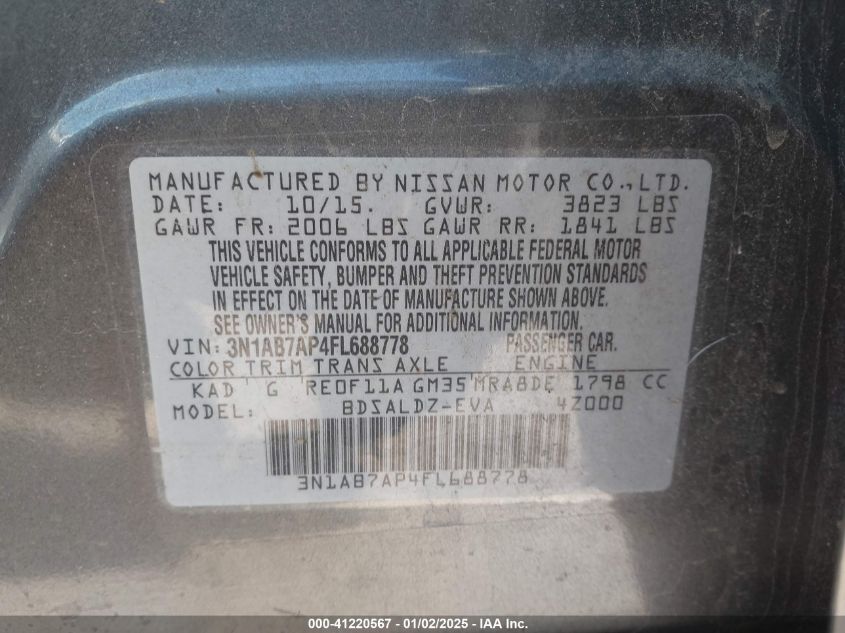 MANUFACTURED BY NISSAN MOTOR CO.,LTD.
DATE: 10/15. GVWR: 3823 LBS
GAWR FR: 2006 LBS GAWR RR: 1841 LBS
THIS VEHICLE CONFORMS TO ALL APPLICABLE FEDERAL MOTOR
VEHICLE SAFETY, BUMPER AND THEFT PREVENTION STANDARDS
IN EFFECT ON THE DATE OF MANUFACTURE SHOWN ABOVE.
SEE OWNER'S MANUAL FOR ADDITIONAL INFORMATION.
VIN: 3N1AB7AP4FL688778 PASSENGER CAR.
COLOR TRIM TRANS AXLE ENGINE
KAD G RE0F11A GM35 MRA8DE 1798 CC
MODEL: BDSALDZ-EVA 4Z000
3N1AB7AP4FL688778
000-41220567 - 01/02/2025 - IAA Inc.